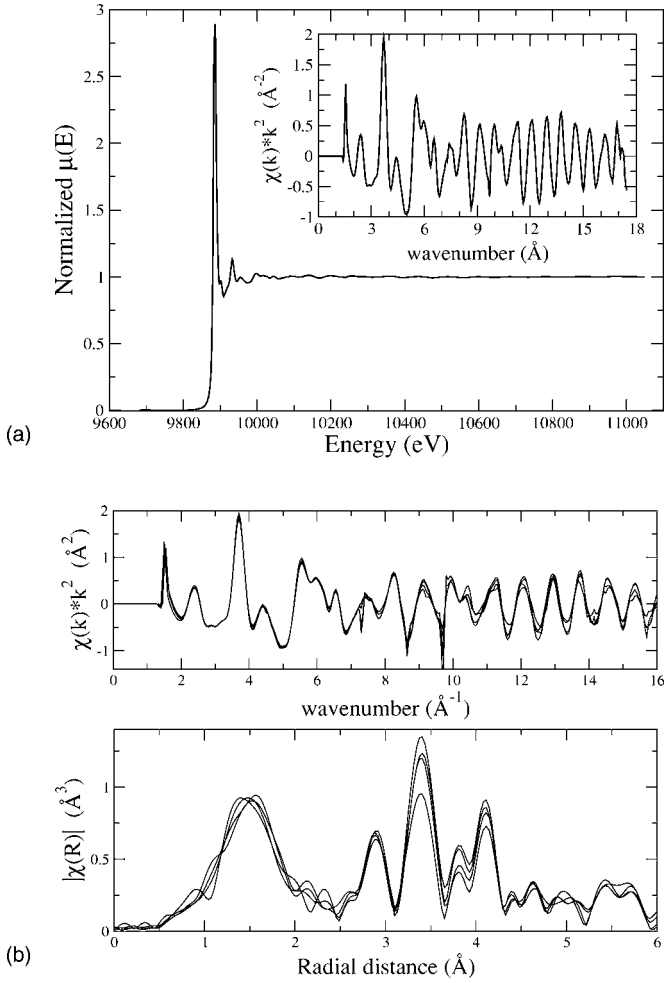 3
2.5
2
1.5
1
0.5
0
Normalized μ(E)
9600 9800 10000 10200 10400 10600 10800 11000
Energy (eV)
(a)
2
1.5
1
0.5
0
-0.5
-1
χ(k)*k² (Å⁻²)
0 3 6 9 12 15 18
wavenumber (Å)
2
1
0
-1
χ(k)*k² (Å²)
0 2 4 6 8 10 12 14 16
wavenumber (Å⁻¹)
1
0.5
0
|χ(R)| (Å³)
0 1 2 3 4 5 6
Radial distance (Å)
(b)